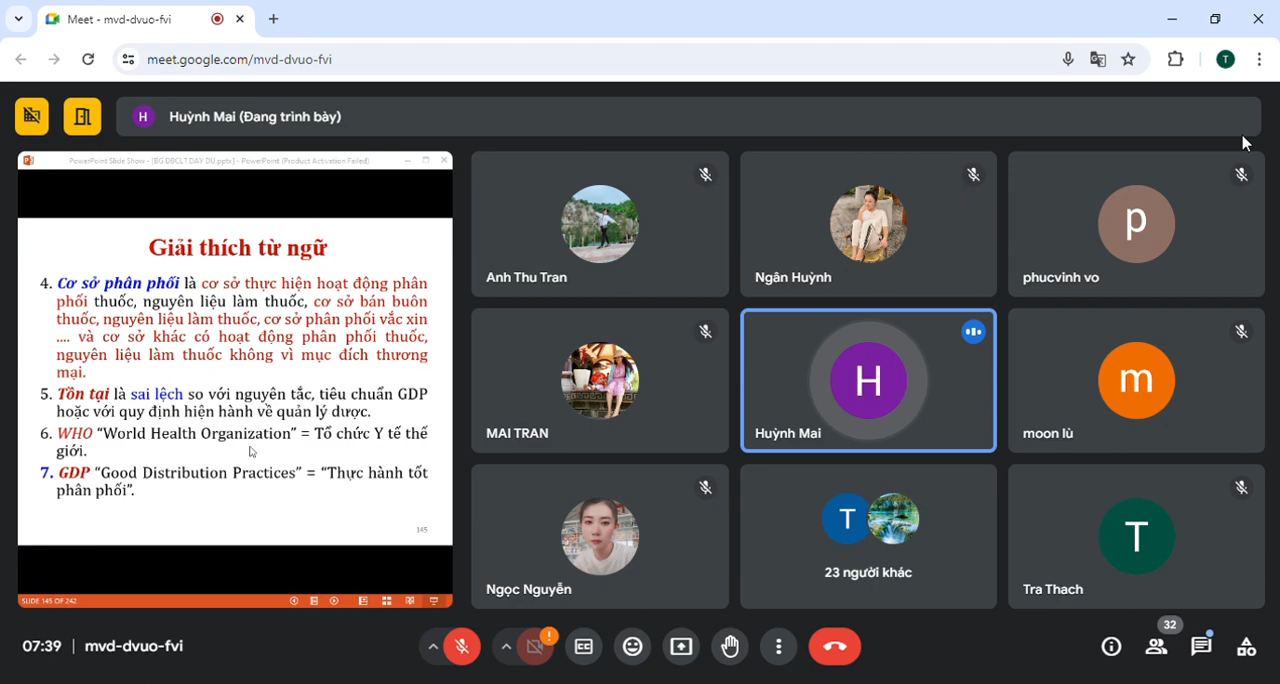 Meet - mvd-dvuo-fvi
meet.google.com/mvd-dvuo-fvi
T
H
Huỳnh Mai (Đang trình bày)
PowerPoint Slide Show - [BG DBCLT DAY DU.pptx] - PowerPoint (Product Activation Failed)
Giải thích từ ngữ
4. Cơ sở phân phối là cơ sở thực hiện hoạt động phân
phối thuốc, nguyên liệu làm thuốc, cơ sở bán buôn
thuốc, nguyên liệu làm thuốc, cơ sở phân phối vắc xin
.... và cơ sở khác có hoạt động phân phối thuốc,
nguyên liệu làm thuốc không vì mục đích thương
mại.
5. Tồn tại là sai lệch so với nguyên tắc, tiêu chuẩn GDP
hoặc với quy định hiện hành về quản lý dược.
6. WHO “World Health Organization” = Tổ chức Y tế thế
giới.
7. GDP “Good Distribution Practices” = “Thực hành tốt
phân phối”.
145
SLIDE 145 OF 242
Anh Thu Tran
Ngân Huỳnh
p
phucvinh vo
MAI TRAN
H
Huỳnh Mai
m
moon lù
Ngọc Nguyễn
T
23 người khác
T
Tra Thach
07:39 | mvd-dvuo-fvi
32